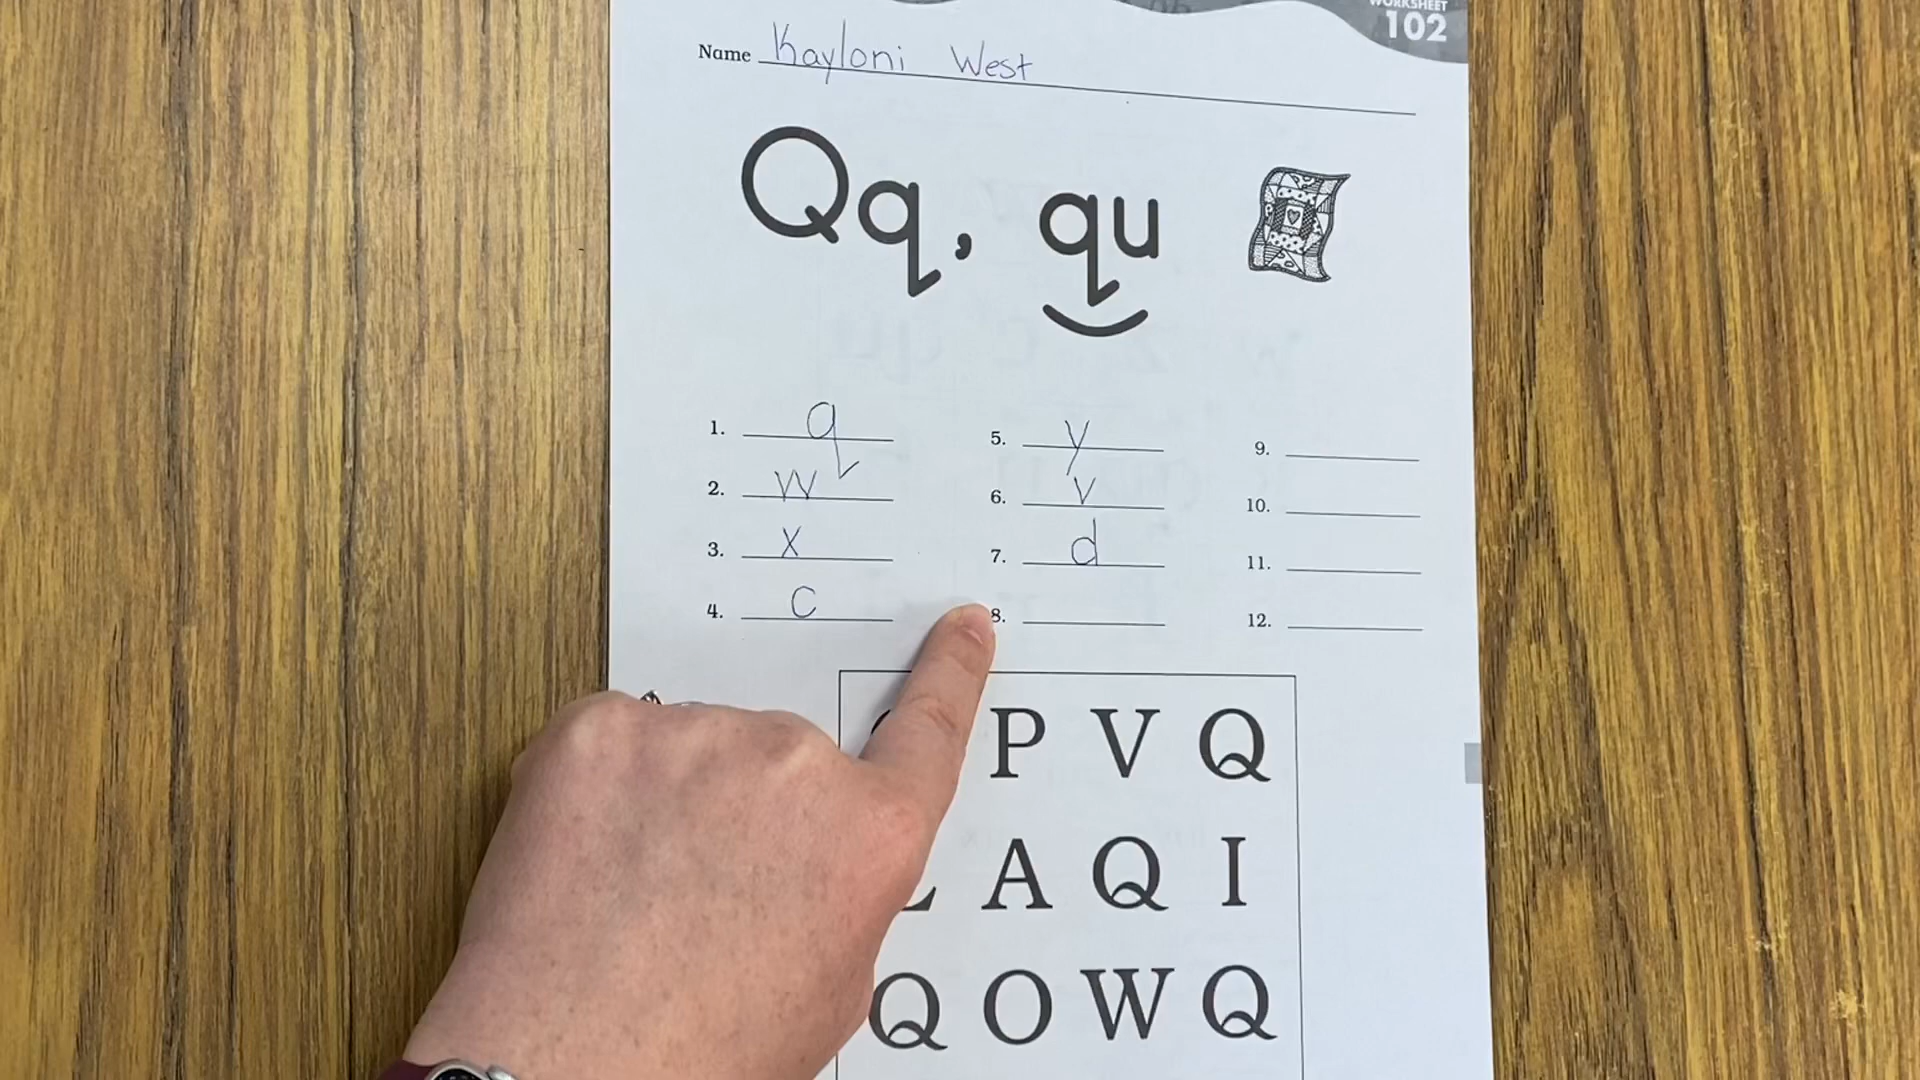 WORKSHEET
102
Name Kayloni West
Qq, qu
1. q
2. w
3. x
4. c
5. y
6. v
7. d
8.
9.
10.
11.
12.
P V Q
A Q I
Q O W Q